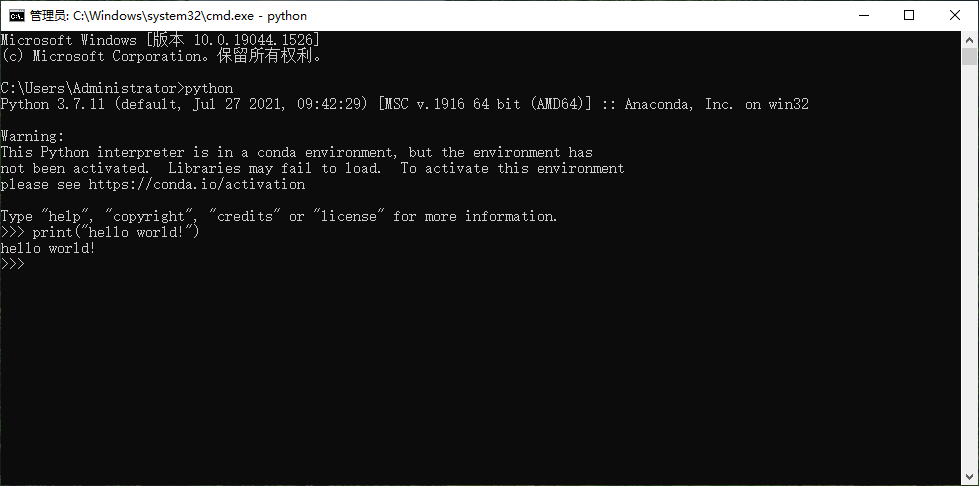 管理员: C:\Windows\system32\cmd.exe - python
Microsoft Windows [版本 10.0.19044.1526]
(c) Microsoft Corporation。保留所有权利。
C:\Users\Administrator>python
Python 3.7.11 (default, Jul 27 2021, 09:42:29) [MSC v.1916 64 bit (AMD64)] :: Anaconda, Inc. on win32
Warning:
This Python interpreter is in a conda environment, but the environment has
not been activated.  Libraries may fail to load.  To activate this environment
please see https://conda.io/activation
Type "help", "copyright", "credits" or "license" for more information.
>>> print("hello world!")
hello world!
>>>